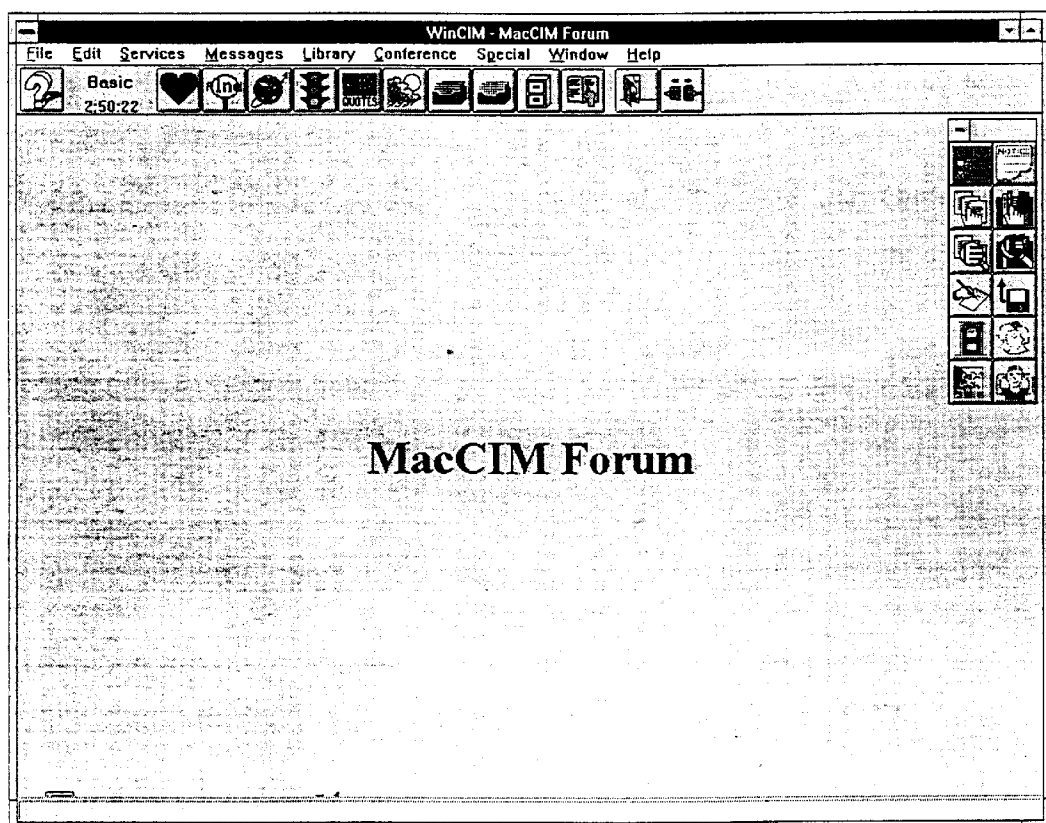 WinCIM - MacCIM Forum
File Edit Services Messages Library Conference Special Window Help
Basic
2:50:22
QUOTES
MacCIM Forum